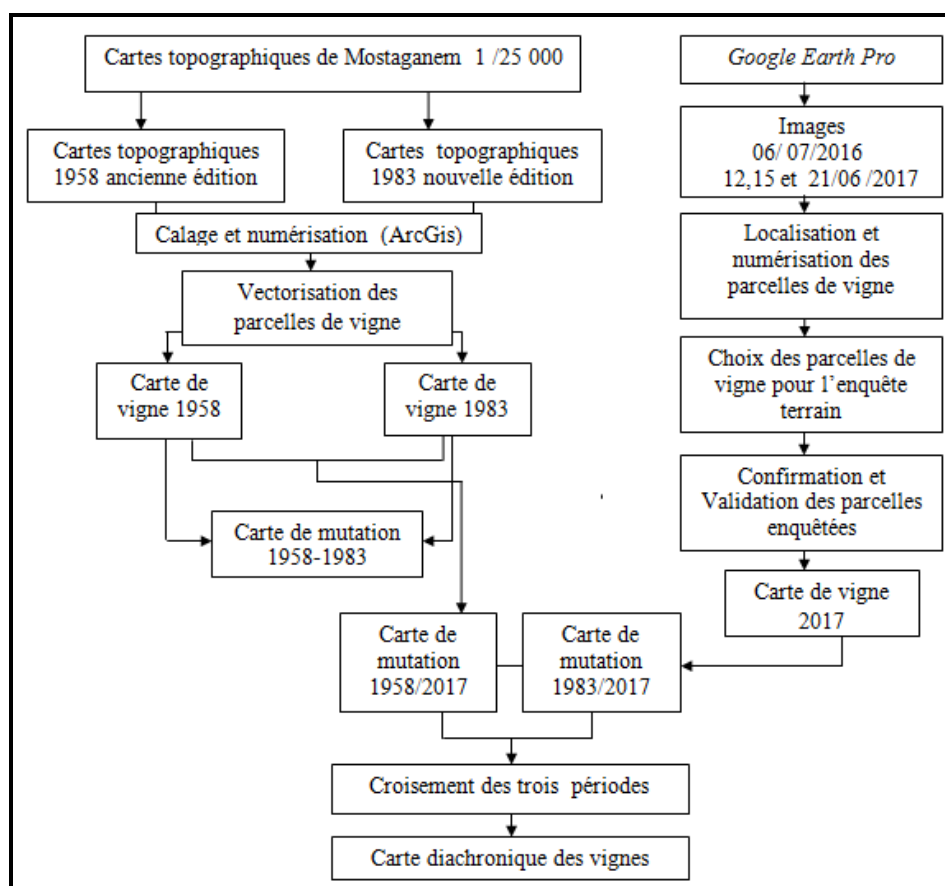 Cartes topographiques de Mostaganem 1 /25 000
Google Earth Pro
Cartes topographiques
1958 ancienne édition
Cartes topographiques
1983 nouvelle édition
Images
06/ 07/2016
12,15 et 21/06 /2017
Calage et numérisation (ArcGis)
Localisation et
numérisation des
parcelles de vigne
Vectorisation des
parcelles de vigne
Choix des parcelles de
vigne pour l’enquête
terrain
Carte de
vigne 1958
Carte de
vigne 1983
Confirmation et
Validation des parcelles
enquêtées
Carte de mutation
1958-1983
Carte de vigne
2017
Carte de
mutation
1958/2017
Carte de
mutation
1983/2017
Croisement des trois périodes
Carte diachronique des vignes